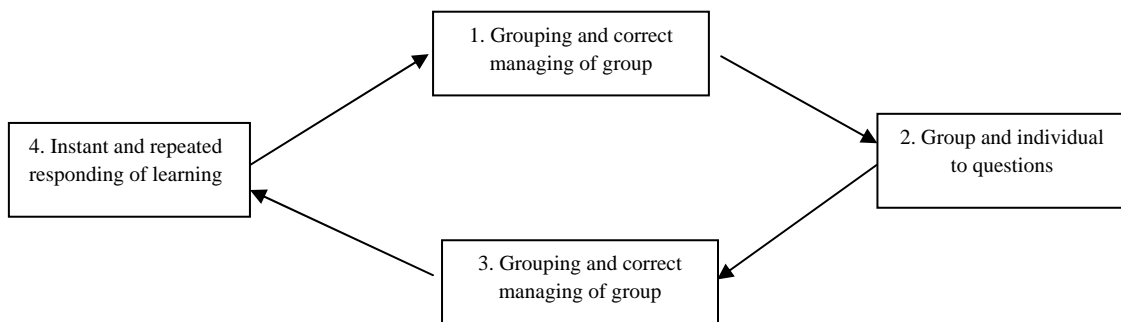 1. Grouping and correct
managing of group
2. Group and individual
to questions
3. Grouping and correct
managing of group
4. Instant and repeated
responding of learning